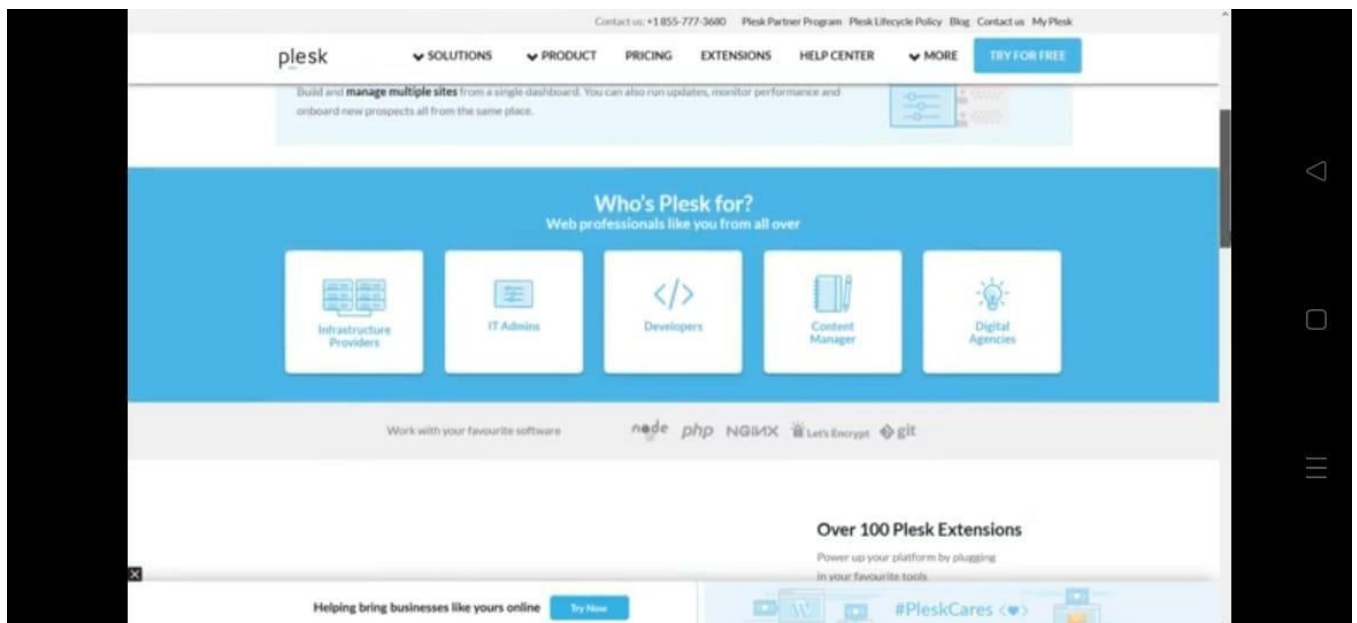 Contact us: +1 855-777-3680 Plesk Partner Program Plesk Lifecycle Policy Blog Contact us My Plesk
plesk SOLUTIONS PRODUCT PRICING EXTENSIONS HELP CENTER MORE TRY FOR FREE
Build and manage multiple sites from a single dashboard. You can also run updates, monitor performance and
onboard new prospects all from the same place.
Who's Plesk for?
Web professionals like you from all over
Infrastructure
Providers
IT Admins
Developers
Content
Manager
Digital
Agencies
Work with your favourite software node php NGINX Let's Encrypt git
Over 100 Plesk Extensions
Power up your platform by plugging
in your favourite tools
Helping bring businesses like yours online Try Now
#PleskCares